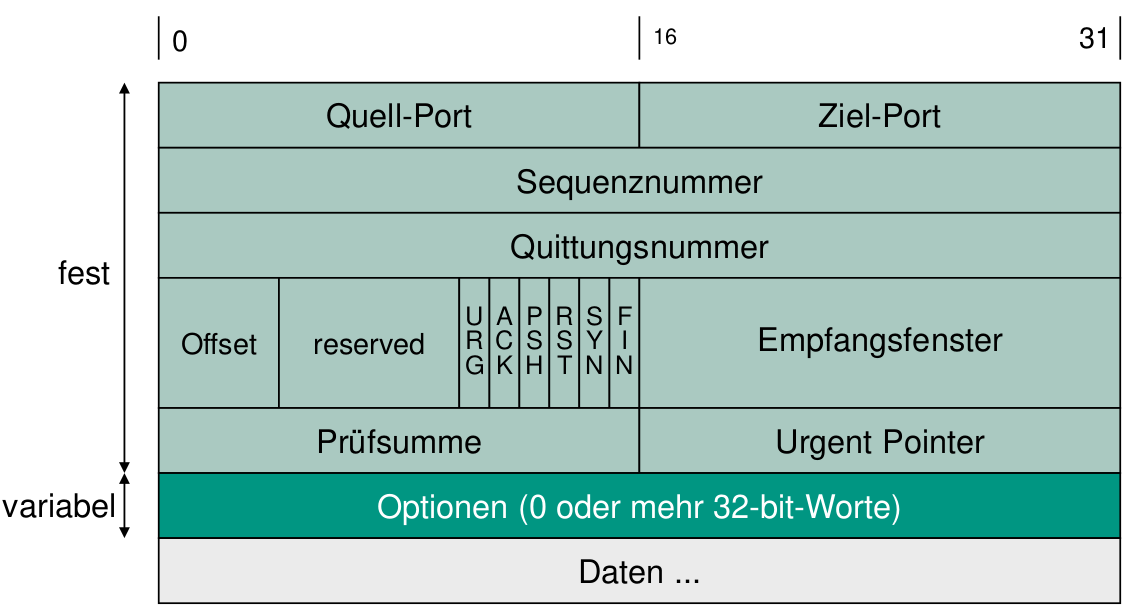 0 16 31
Quell-Port Ziel-Port
Sequenznummer
Quittungsnummer
fest
Offset reserved URG ACK PSH RST SYN FIN Empfangsfenster
Prüfsumme Urgent Pointer
variabel Optionen (0 oder mehr 32-bit-Worte)
Daten ...